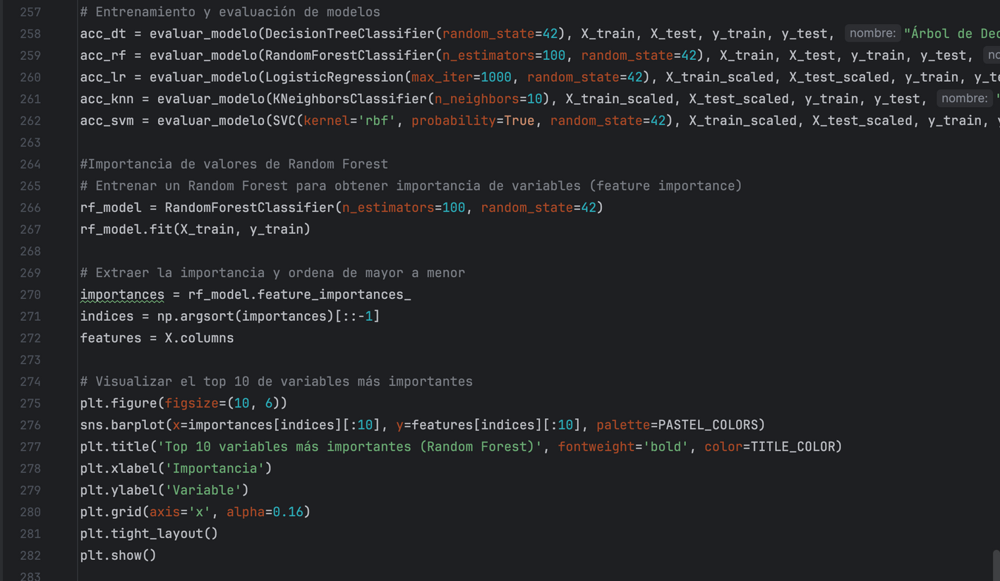 257 # Entrenamiento y evaluación de modelos
258 acc_dt = evaluar_modelo(DecisionTreeClassifier(random_state=42), X_train, X_test, y_train, y_test, nombre: "Árbol de Dec
259 acc_rf = evaluar_modelo(RandomForestClassifier(n_estimators=100, random_state=42), X_train, X_test, y_train, y_test, no
260 acc_lr = evaluar_modelo(LogisticRegression(max_iter=1000, random_state=42), X_train_scaled, X_test_scaled, y_train, y_te
261 acc_knn = evaluar_modelo(KNeighborsClassifier(n_neighbors=10), X_train_scaled, X_test_scaled, y_train, y_test, nombre: "
262 acc_svm = evaluar_modelo(SVC(kernel='rbf', probability=True, random_state=42), X_train_scaled, X_test_scaled, y_train, y
263
264 #Importancia de valores de Random Forest
265 # Entrenar un Random Forest para obtener importancia de variables (feature importance)
266 rf_model = RandomForestClassifier(n_estimators=100, random_state=42)
267 rf_model.fit(X_train, y_train)
268
269 # Extraer la importancia y ordena de mayor a menor
270 importances = rf_model.feature_importances_
271 indices = np.argsort(importances)[::-1]
272 features = X.columns
273
274 # Visualizar el top 10 de variables más importantes
275 plt.figure(figsize=(10, 6))
276 sns.barplot(x=importances[indices][:10], y=features[indices][:10], palette=PASTEL_COLORS)
277 plt.title('Top 10 variables más importantes (Random Forest)', fontweight='bold', color=TITLE_COLOR)
278 plt.xlabel('Importancia')
279 plt.ylabel('Variable')
280 plt.grid(axis='x', alpha=0.16)
281 plt.tight_layout()
282 plt.show()
283